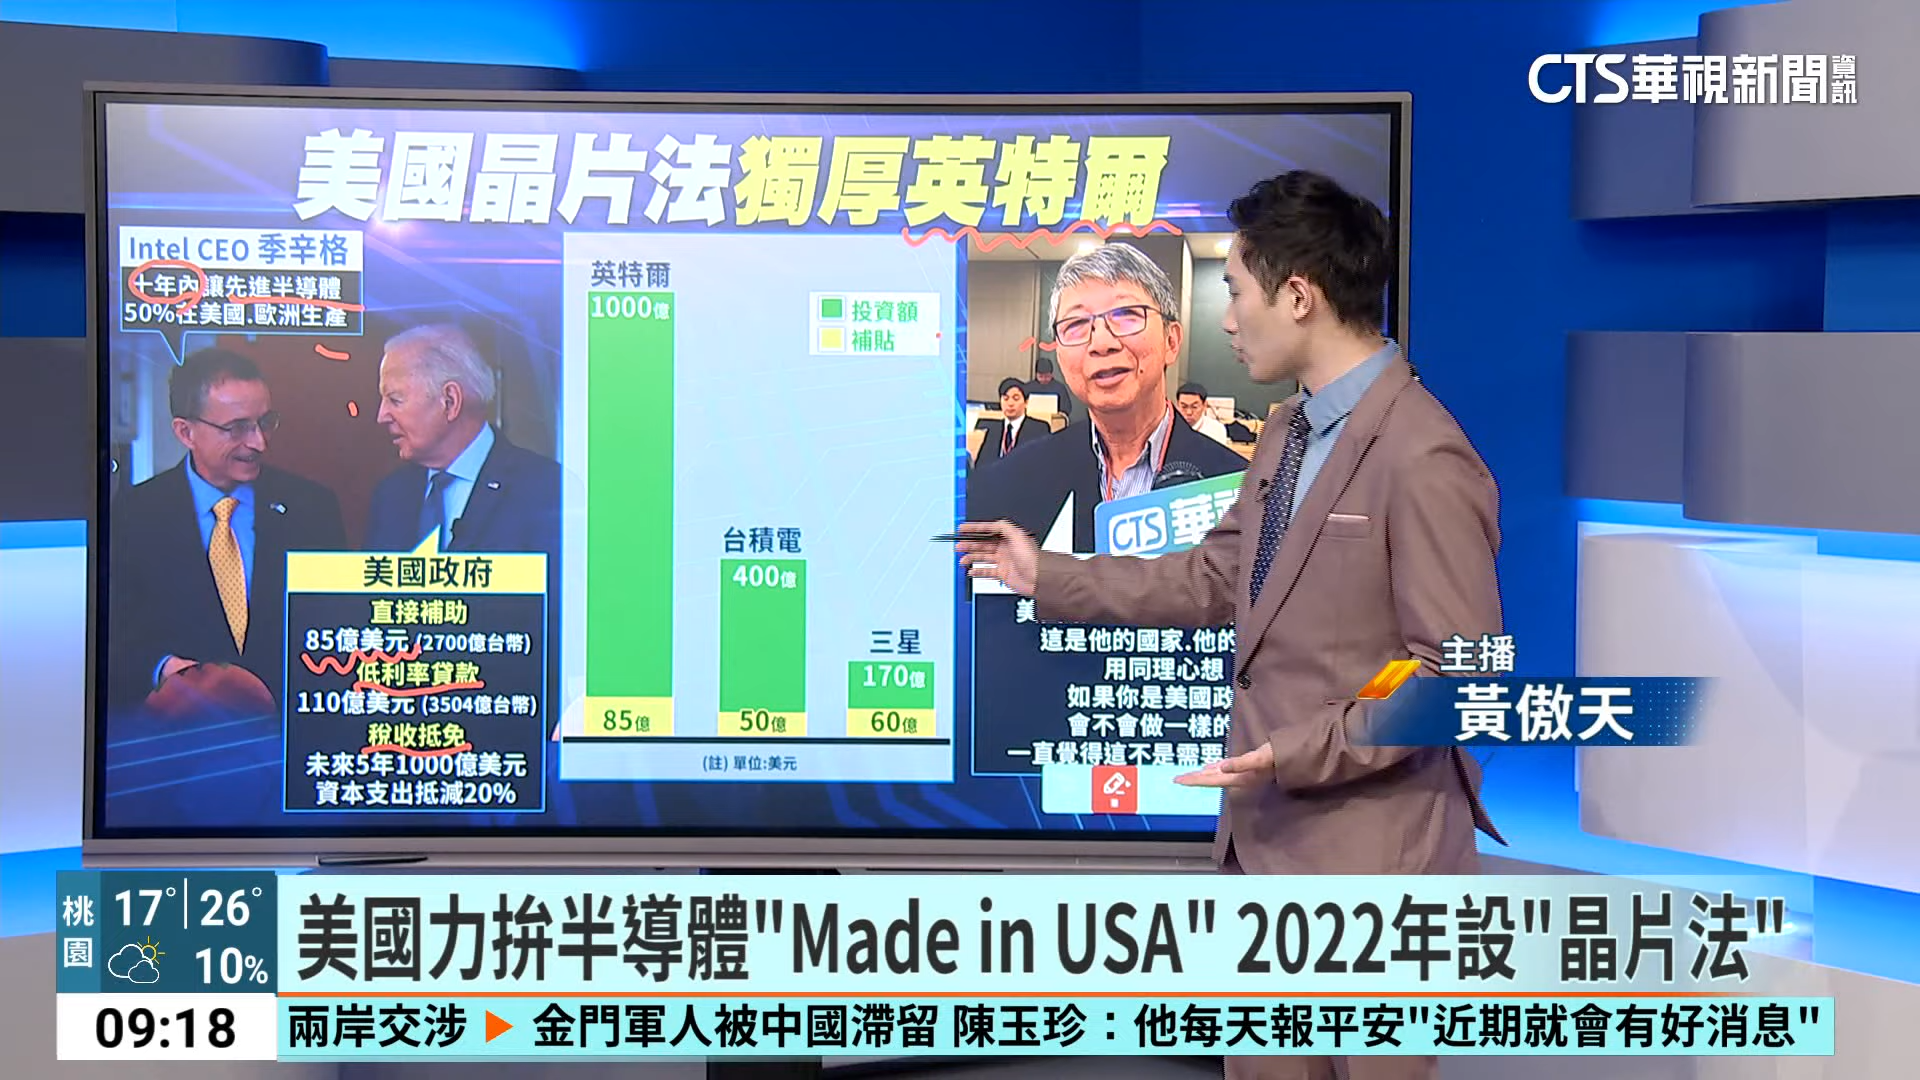 CTS華視新聞資訊
美國晶片法獨厚英特爾
Intel CEO 季辛格
十年內讓先進半導體
50%在美國.歐洲生產
美國政府
直接補助
85億美元(2700億台幣)
低利率貸款
110億美元(3504億台幣)
稅收抵免
未來5年1000億美元
資本支出抵減20%
英特爾
1000億
85億
台積電
400億
50億
三星
170億
60億
投資額
補貼
(註)單位:美元
CTS華視
美
這是他的國家.他的
用同理心想
如果你是美國政
會不會做一樣的
一直覺得這不是需要
主播
黃傲天
桃園
17° 26°
10%
美國力拚半導體"Made in USA" 2022年設"晶片法"
09:18
兩岸交涉 ▶ 金門軍人被中國滯留 陳玉珍：他每天報平安"近期就會有好消息"